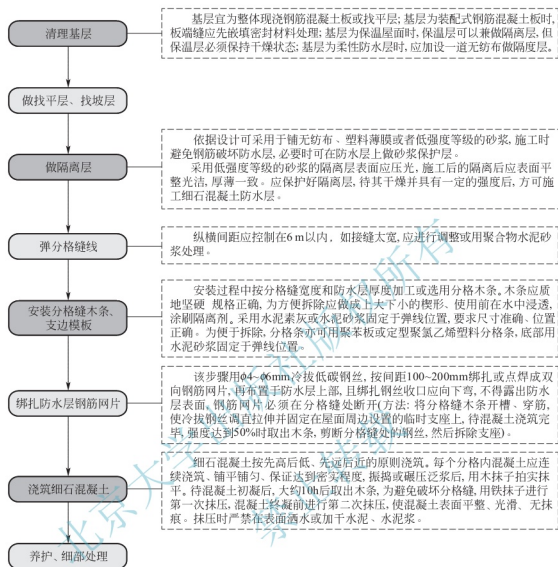 清理基层
基层宜为整体现浇钢筋混凝土板或找平层; 基层为装配式钢筋混凝土板时,
板端缝应先嵌填密封材料处理; 基层为保温屋面时, 保温层可以兼做隔离层, 但
保温层必须保持干燥状态; 基层为柔性防水层时, 应加设一道无纺布做隔离层。
做找平层、找坡层
做隔离层
依据设计可采用干铺无纺布、塑料薄膜或者低强度等级的砂浆, 施工时
避免钢筋破坏防水层, 必要时可在防水层上做砂浆保护层。
采用低强度等级的砂浆的隔离层表面应压光, 施工后的隔离后应表面平
整光洁, 厚薄一致。应保护好隔离层, 待其干燥并具有一定的强度后, 方可施
工细石混凝土防水层。
弹分格缝线
纵横间距应控制在6 m以内. 如接缝太宽, 应进行调整或用聚合物水泥砂
浆处理。
安装分格缝木条、
支边模板
安装过程中按分格缝宽度和防水层厚度加工或选用分格木条。木条应质
地坚硬 规格正确, 为方便拆除应做成上大下小的楔形、使用前在水中浸透,
涂刷隔离剂。采用水泥素灰或水泥砂浆固定于弹线位置, 要求尺寸准确、位置
正确。为便于拆除, 分格条亦可用聚苯板或定型聚氯乙烯塑料分格条, 底部用
水泥砂浆固定于弹线位置。
绑扎防水层钢筋网片
该步骤用ϕ4~ϕ6mm冷拔低碳钢丝, 按间距100~200mm绑扎或点焊成双
向钢筋网片, 再布置于防水层上部, 且绑钢丝收口应向下弯, 不得露出防水
层表面, 钢筋网片必须在分格缝处断开(方法: 将分格缝木条开槽、穿筋,
使冷拔钢丝调直拉伸并固定在屋面周边设置的临时支座上, 待混凝土浇筑完
毕, 强度达到50%时取出木条, 剪断分格缝处的钢丝, 然后拆除支座)。
浇筑细石混凝土
细石混凝土按先高后低、先远后近的原则浇筑。每个分格内混凝土应连
续浇筑、铺平铺匀、保证达到密实程度, 振捣或碾压泛浆后, 用木抹子拍实抹
平。待混凝土初凝后, 大约10h后取出木条, 为避免破坏分格缝, 用铁抹子进行
第一次抹压, 混凝土终凝前进行第二次抹压, 使混凝土表面平整、光滑、无抹
痕。抹压时严禁在表面洒水或加干水泥、水泥浆。
养护、细部处理